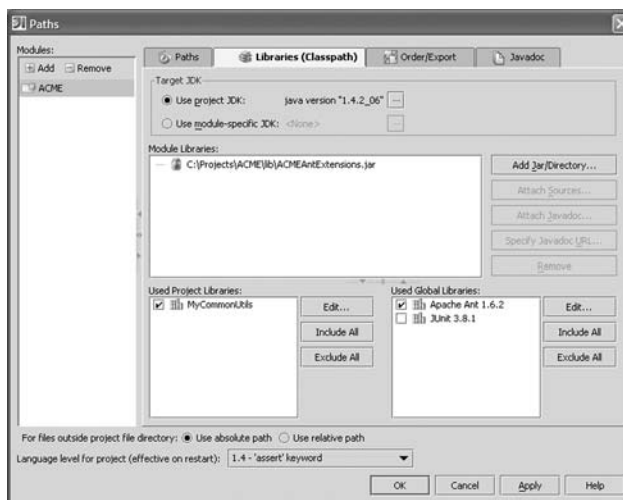 Paths
Modules:
Add Remove
ACME
Paths Libraries (Classpath) Order/Export Javadoc
Target JDK
Use project JDK: java version "1.4.2_06" ...
Use module-specific JDK: <None> ...
Module Libraries:
C:\Projects\ACME\lib\ACMEAntExtensions.jar
Add Jar/Directory...
Attach Sources...
Attach Javadoc...
Specify Javadoc URL...
Remove
Used Project Libraries:
MyCommonUtils
Edit...
Include All
Exclude All
Used Global Libraries:
Apache Ant 1.6.2
JUnit 3.8.1
Edit...
Include All
Exclude All
For files outside project file directory: Use absolute path Use relative path
Language level for project (effective on restart): 1.4 - 'assert' keyword
OK Cancel Apply Help